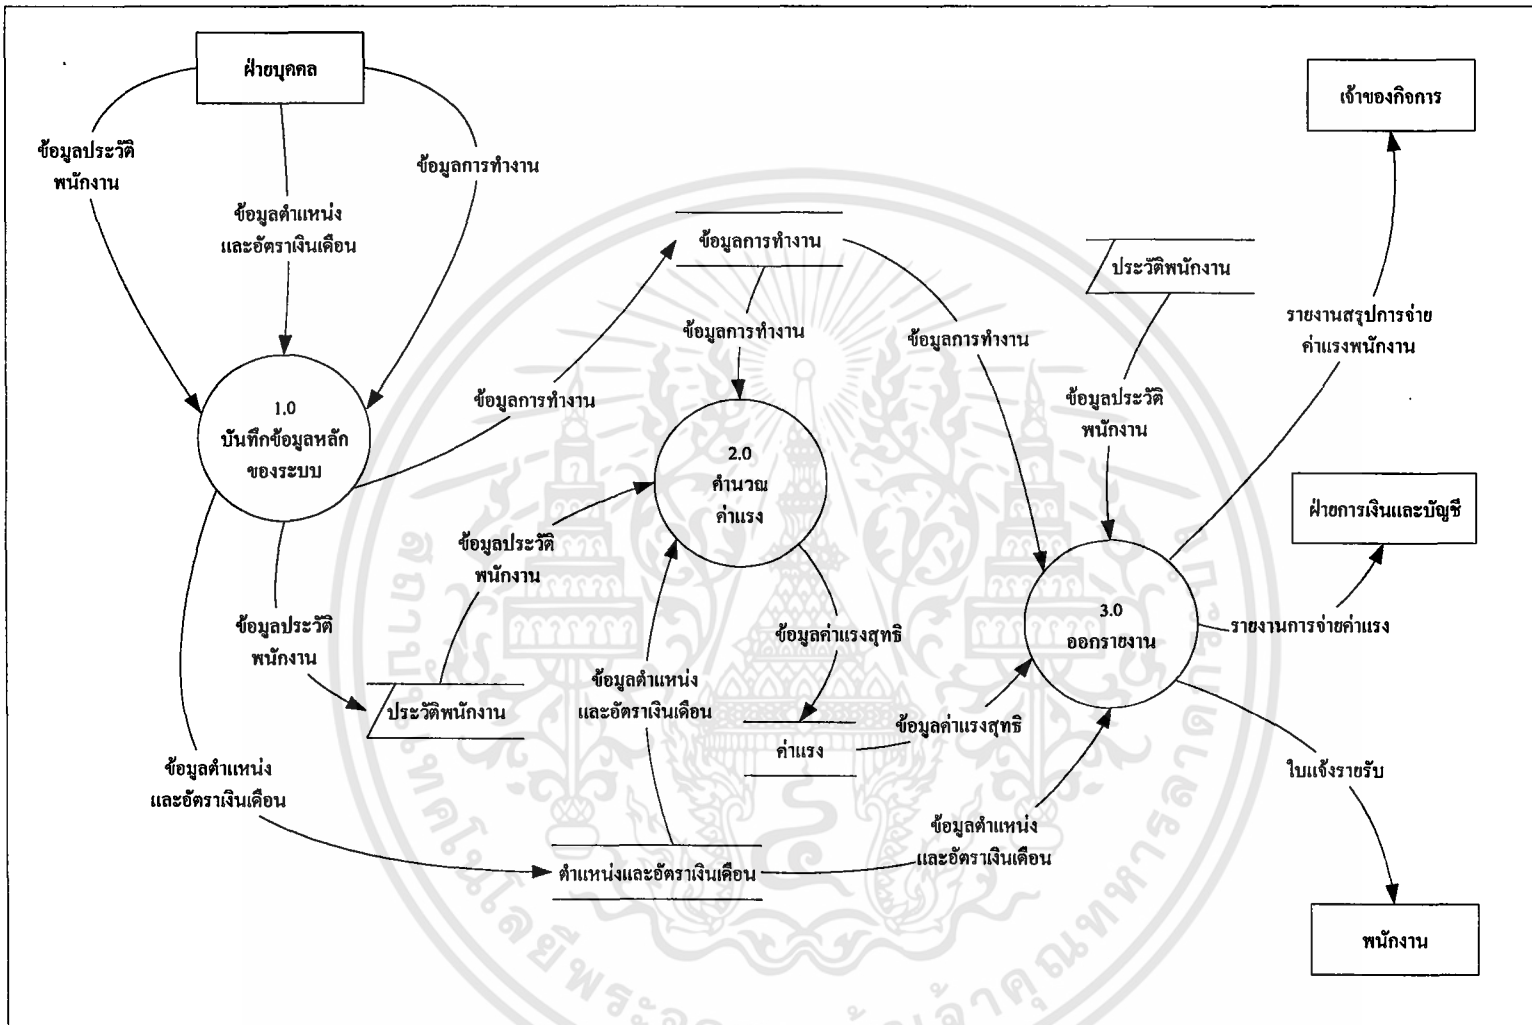 ฝ่ายบุคคล
เจ้าของกิจการ
ข้อมูลประวัติ
พนักงาน
ข้อมูลตำแหน่ง
และอัตราเงินเดือน
ข้อมูลการทำงาน
ข้อมูลการทำงาน
ประวัติพนักงาน
ข้อมูลการทำงาน
ข้อมูลการทำงาน
รายงานสรุปการจ่าย
ค่าแรงพนักงาน
ข้อมูลการทำงาน
ข้อมูลประวัติ
พนักงาน
1.0
บันทึกข้อมูลหลัก
ของระบบ
2.0
คำนวณ
ค่าแรง
ฝ่ายการเงินและบัญชี
ข้อมูลประวัติ
พนักงาน
3.0
ออกรายงาน
รายงานการจ่ายค่าแรง
ข้อมูลประวัติ
พนักงาน
ข้อมูลค่าแรงสุทธิ
ข้อมูลตำแหน่ง
และอัตราเงินเดือน
ประวัติพนักงาน
ข้อมูลค่าแรงสุทธิ
ค่าแรง
ข้อมูลตำแหน่ง
และอัตราเงินเดือน
ใบแจ้งรายรับ
ข้อมูลตำแหน่ง
และอัตราเงินเดือน
ตำแหน่งและอัตราเงินเดือน
พนักงาน